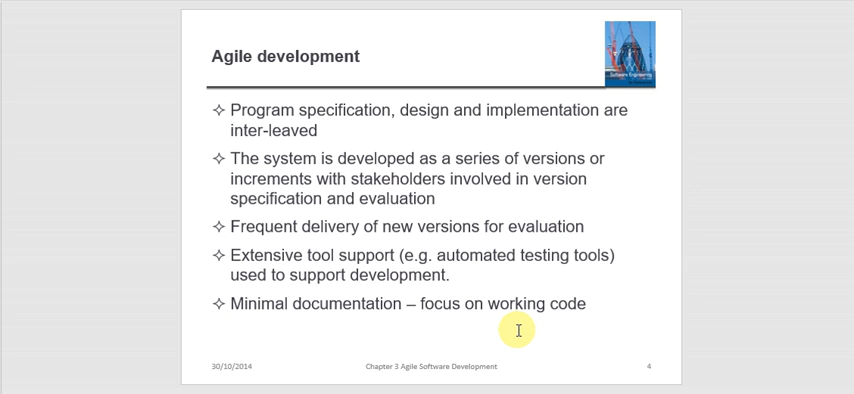 Agile development
Software Engineering
✧ Program specification, design and implementation are
inter-leaved
✧ The system is developed as a series of versions or
increments with stakeholders involved in version
specification and evaluation
✧ Frequent delivery of new versions for evaluation
✧ Extensive tool support (e.g. automated testing tools)
used to support development.
✧ Minimal documentation – focus on working code
30/10/2014 Chapter 3 Agile Software Development 4